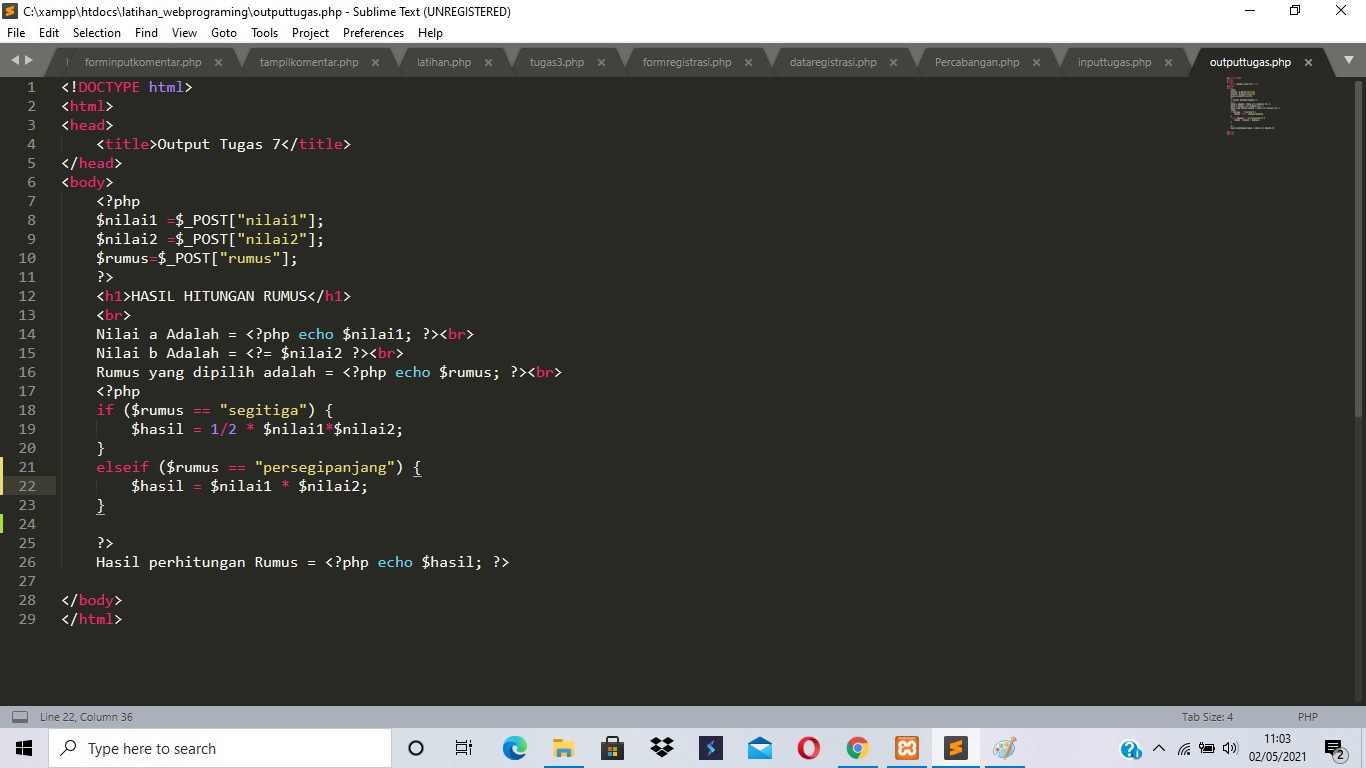 C:\xampp\htdocs\latihan_webprograming\outputtugas.php - Sublime Text (UNREGISTERED)
File Edit Selection Find View Goto Tools Project Preferences Help
forminputkomentar.php × tampilkomentar.php × latihan.php × tugas3.php × formregistrasi.php × dataregistrasi.php × Percabangan.php × inputtugas.php × outputtugas.php ×
1 <!DOCTYPE html>
2 <html>
3 <head>
4     <title>Output Tugas 7</title>
5 </head>
6 <body>
7     <?php
8     $nilai1 =$_POST["nilai1"];
9     $nilai2 =$_POST["nilai2"];
10     $rumus=$_POST["rumus"];
11     ?>
12     <h1>HASIL HITUNGAN RUMUS</h1>
13     <br>
14     Nilai a Adalah = <?php echo $nilai1; ?><br>
15     Nilai b Adalah = <?= $nilai2 ?><br>
16     Rumus yang dipilih adalah = <?php echo $rumus; ?><br>
17     <?php
18     if ($rumus == "segitiga") {
19         $hasil = 1/2 * $nilai1*$nilai2;
20     }
21     elseif ($rumus == "persegipanjang") {
22         $hasil = $nilai1 * $nilai2;
23     }
24
25     ?>
26     Hasil perhitungan Rumus = <?php echo $hasil; ?>
27
28 </body>
29 </html>
Line 22, Column 36 Tab Size: 4 PHP
Type here to search
11:03
02/05/2021
2